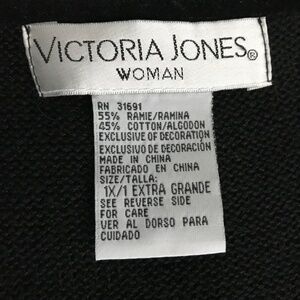 VICTORIA JONES®
WOMAN
RN 31691
55% RAMIE/RAMINA
45% COTTON/ALGODON
EXCLUSIVE OF DECORATION
EXCLUSIVO DE DECORACIÓN
MADE IN CHINA
FABRICADO EN CHINA
SIZE/TALLA:
1X/1 EXTRA GRANDE
SEE REVERSE SIDE
FOR CARE
VER AL DORSO PARA
CUIDADO